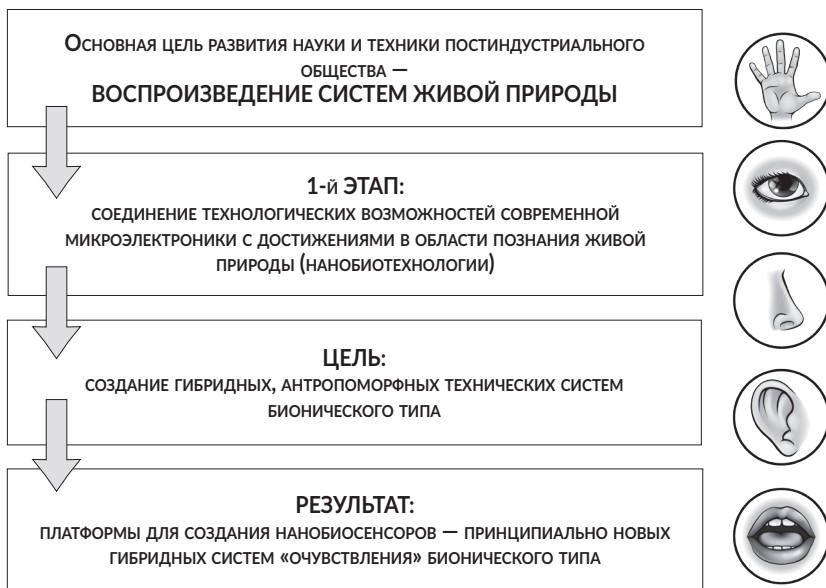 Основная цель развития науки и техники постиндустриального
общества —
ВОСПРОИЗВЕДЕНИЕ СИСТЕМ ЖИВОЙ ПРИРОДЫ
1-й ЭТАП:
соединение технологических возможностей современной
микроэлектроники с достижениями в области познания живой
природы (нанобиотехнологии)
ЦЕЛЬ:
создание гибридных, антропоморфных технических систем
бионического типа
РЕЗУЛЬТАТ:
платформы для создания нанобиосенсоров — принципиально новых
гибридных систем «очувствления» бионического типа